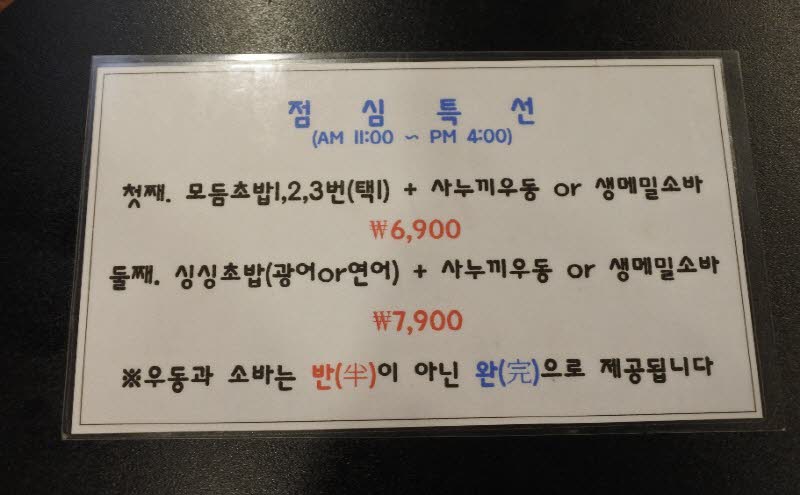 점 심 특 선
(AM 11:00 ~ PM 4:00)
첫째. 모듬초밥1,2,3번(택1) + 사누끼우동 or 생메밀소바
₩6,900
둘째. 싱싱초밥(광어or연어) + 사누끼우동 or 생메밀소바
₩7,900
※우동과 소바는 반(半)이 아닌 완(完)으로 제공됩니다